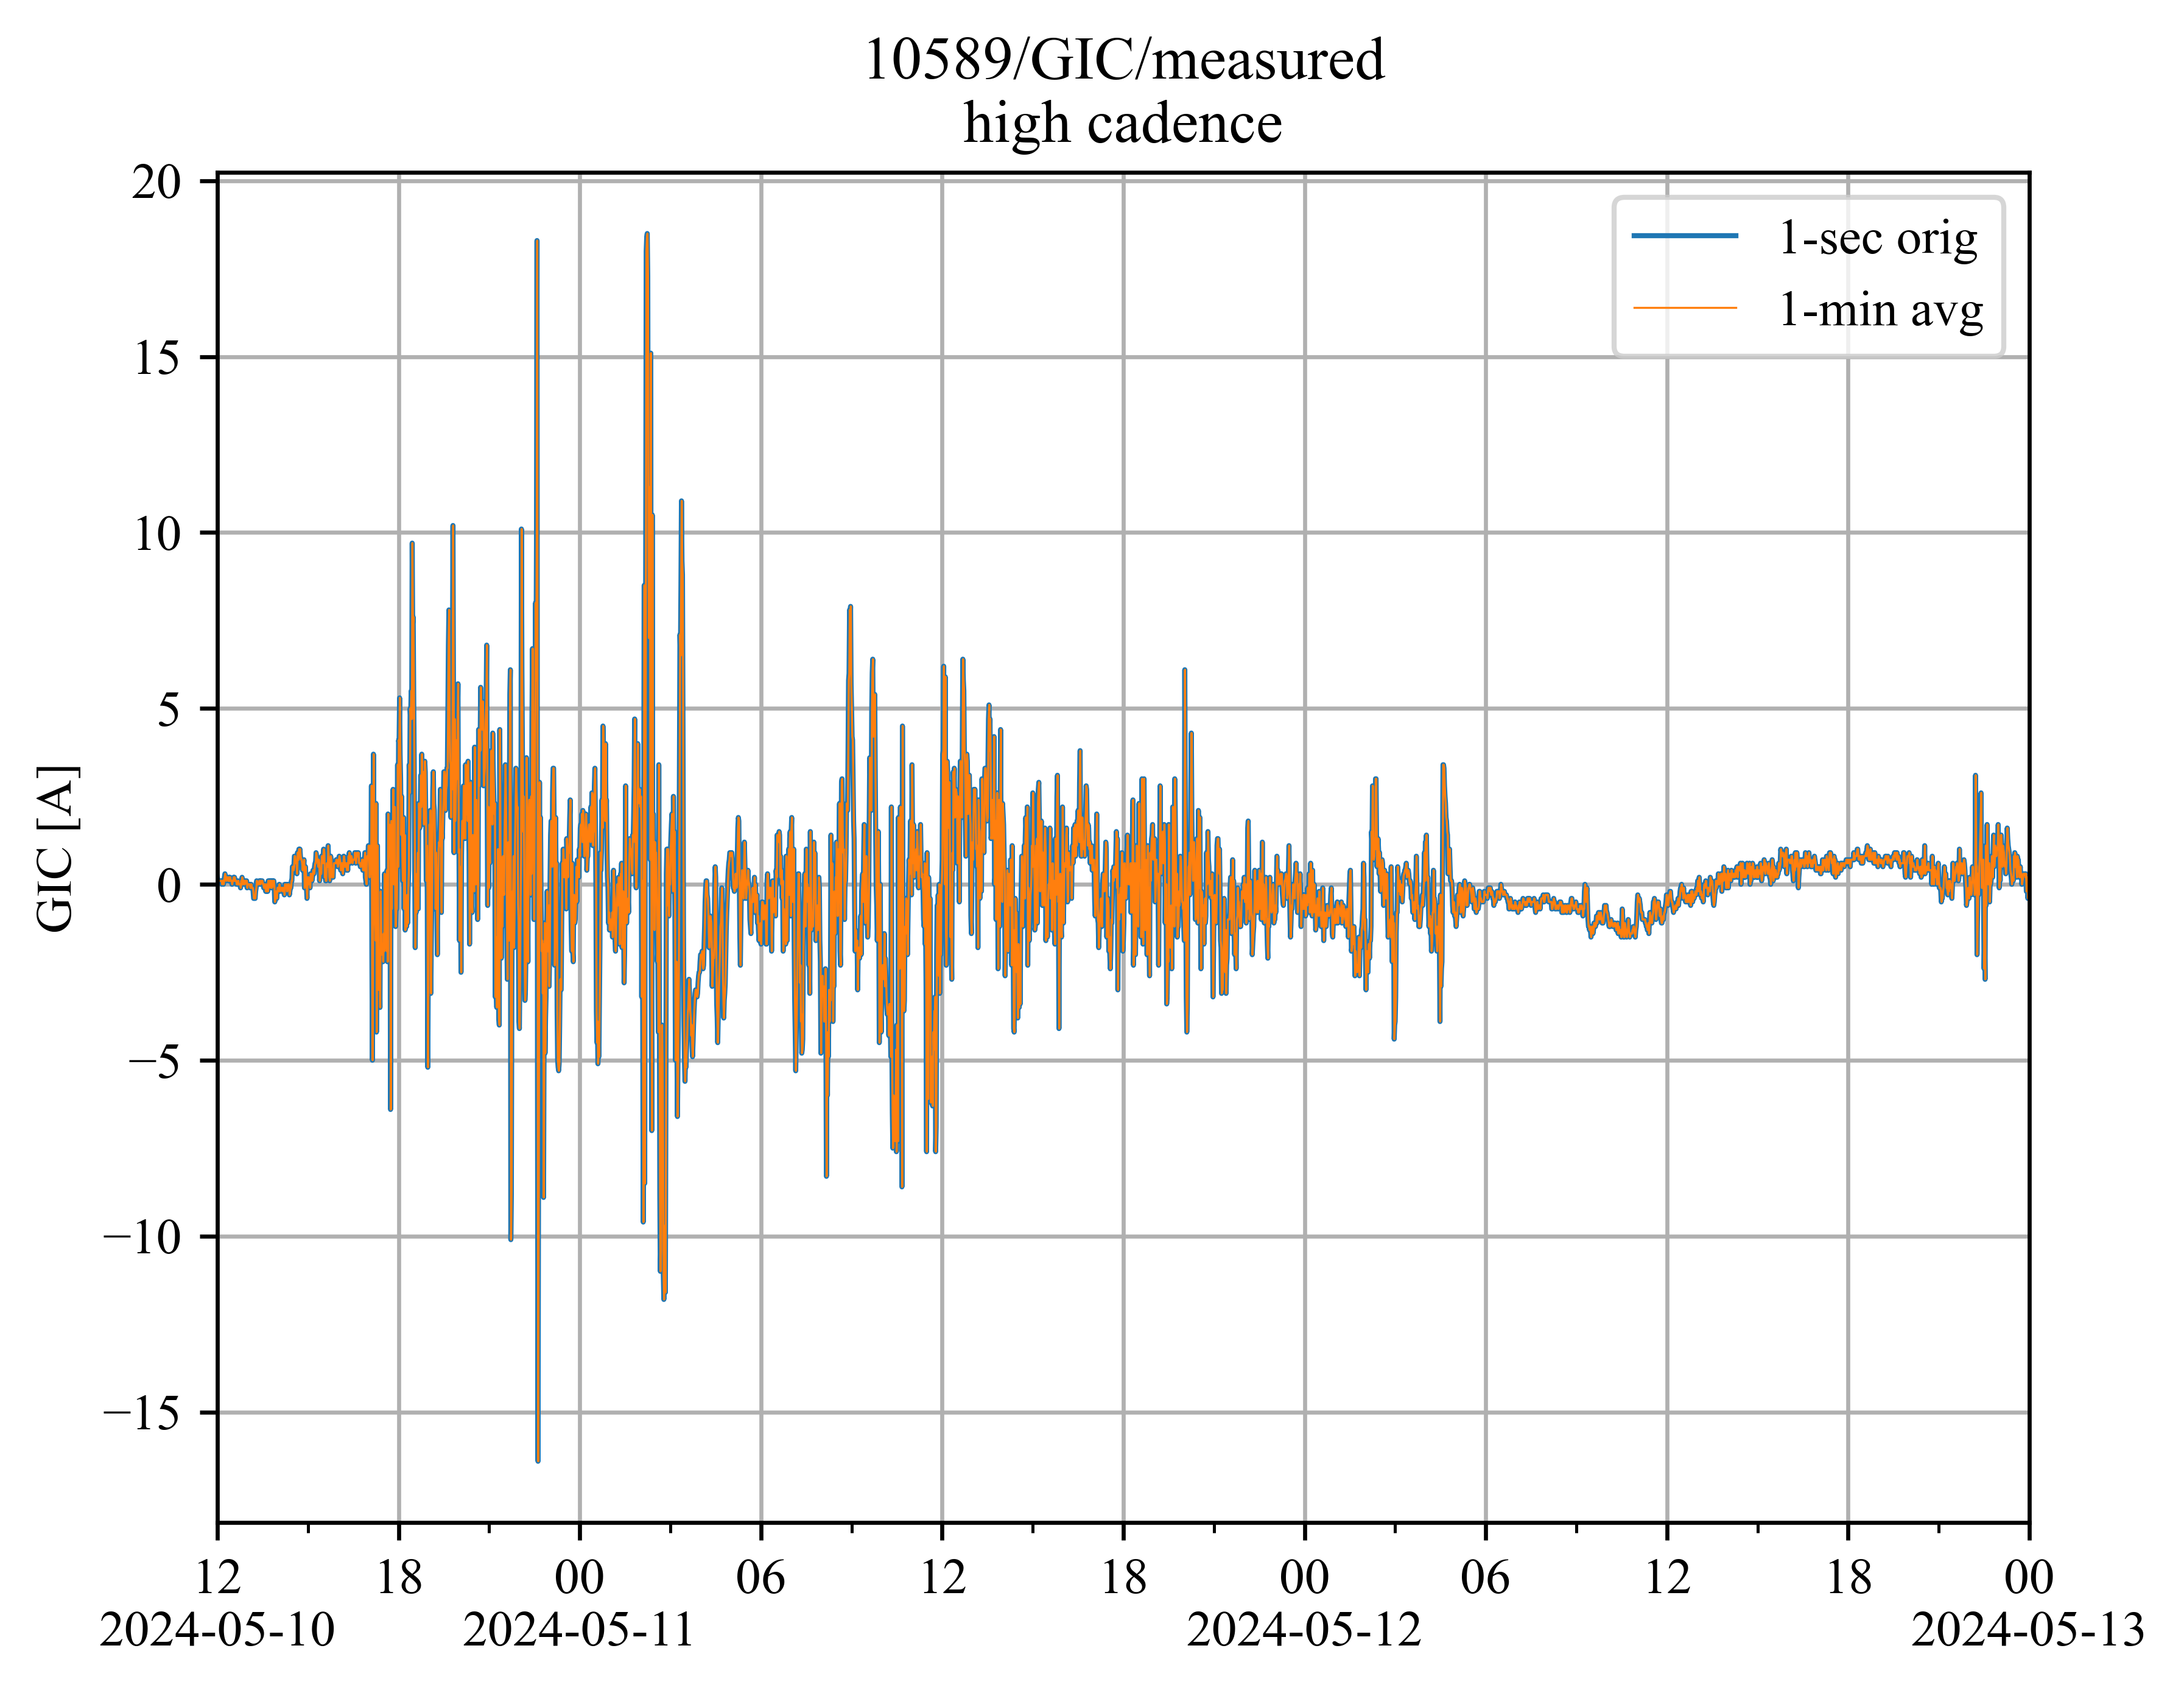 10589/GIC/measured
high cadence
1-sec orig
1-min avg
GIC [A]
20
15
10
5
0
−5
−10
−15
12 18 00 06 12 18 00 06 12 18 00
2024-05-10 2024-05-11 2024-05-12 2024-05-13